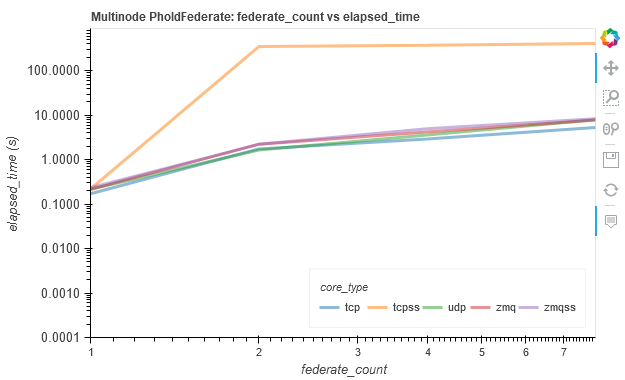 Multinode PholdFederate: federate_count vs elapsed_time
100.0000
10.0000
1.0000
0.1000
0.0100
0.0010
0.0001
elapsed_time (s)
core_type
tcp tcpss udp zmq zmqss
1 2 3 4 5 6 7
federate_count